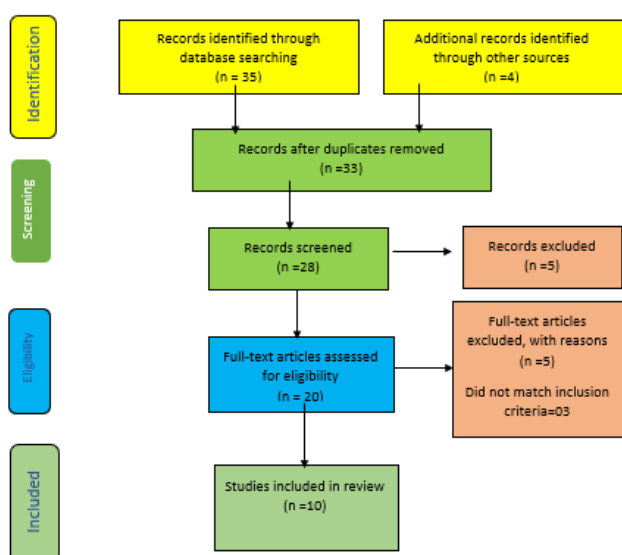 Identification
Records identified through
database searching
(n = 35)
Additional records identified
through other sources
(n =4)
Records after duplicates removed
(n =33)
Screening
Records screened
(n =28)
Records excluded
(n =5)
Eligibility
Full-text articles assessed
for eligibility
(n = 20)
Full-text articles
excluded, with reasons
(n =5)
Did not match inclusion
criteria=03
Included
Studies included in review
(n =10)